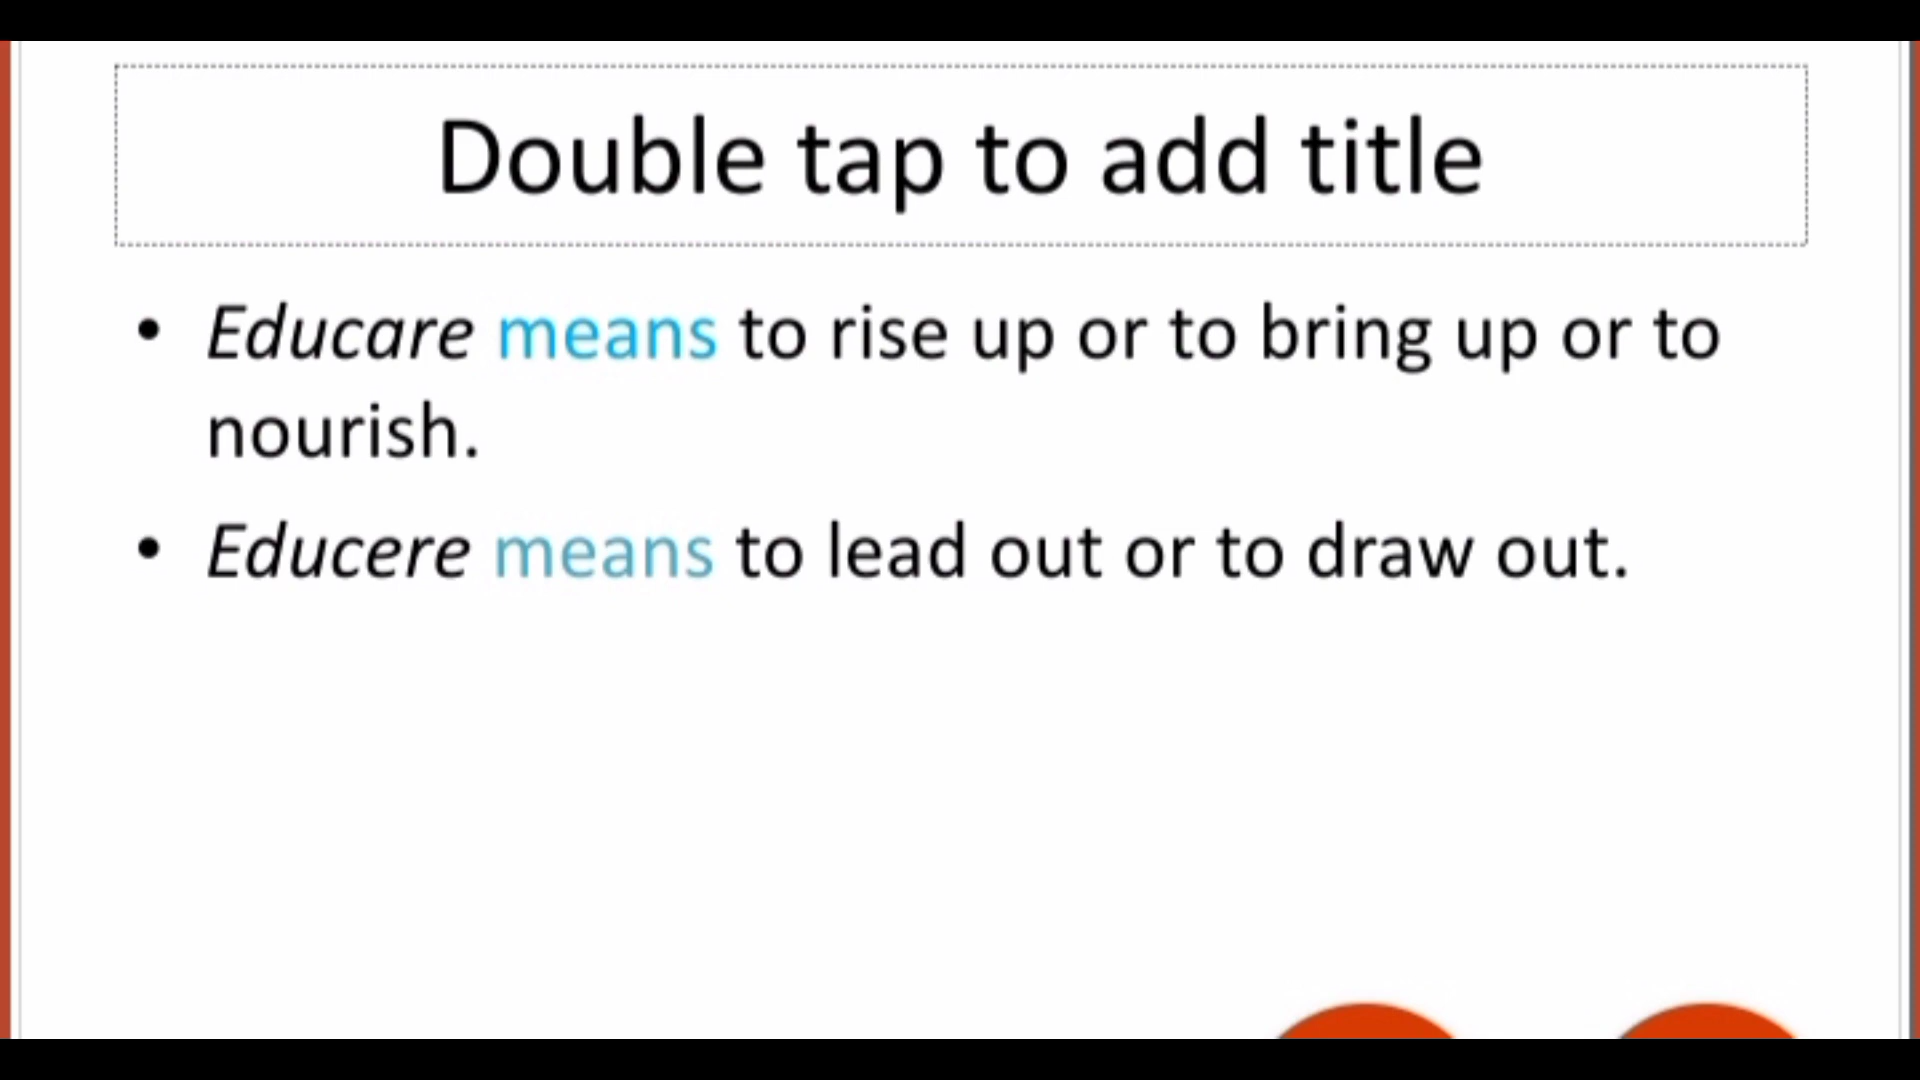 Double tap to add title
• Educare means to rise up or to bring up or to
nourish.
• Educere means to lead out or to draw out.